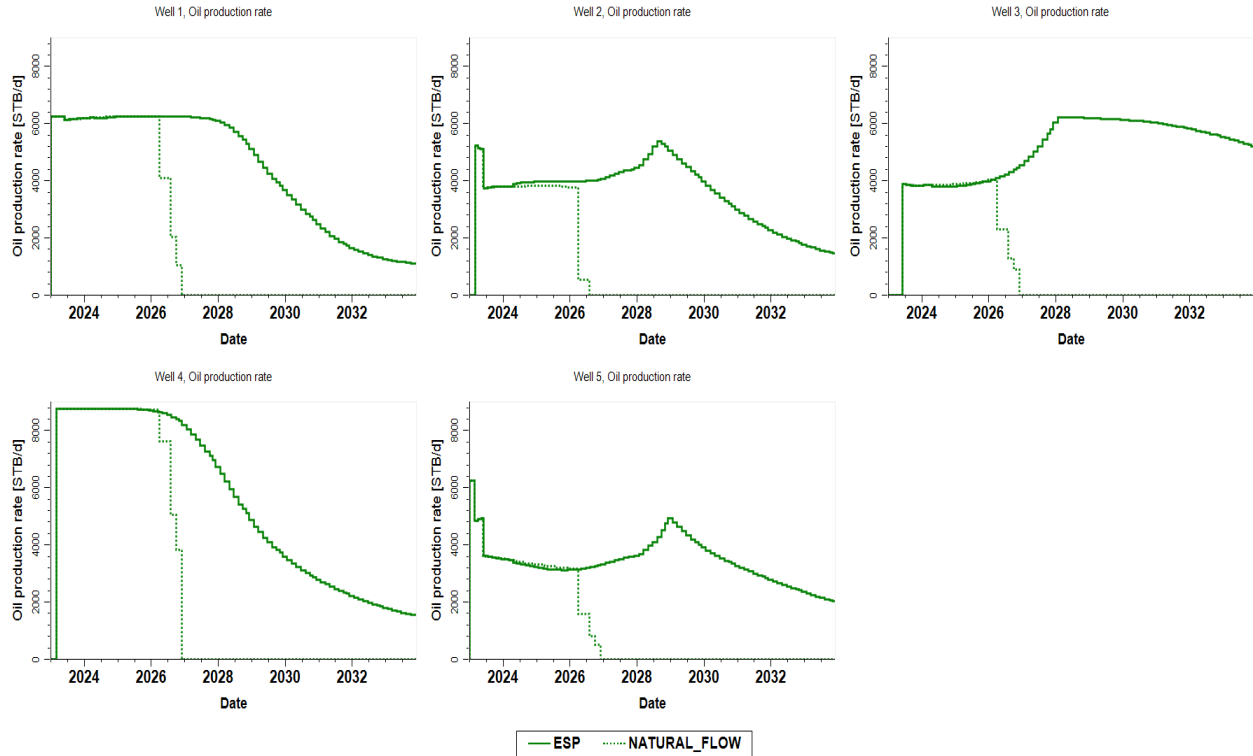 Well 1, Oil production rate
Oil production rate [STB/d]
8000
6000
4000
2000
0
2024 2026 2028 2030 2032
Date
Well 2, Oil production rate
Oil production rate [STB/d]
8000
6000
4000
2000
0
2024 2026 2028 2030 2032
Date
Well 3, Oil production rate
Oil production rate [STB/d]
8000
6000
4000
2000
0
2024 2026 2028 2030 2032
Date
Well 4, Oil production rate
Oil production rate [STB/d]
8000
6000
4000
2000
0
2024 2026 2028 2030 2032
Date
Well 5, Oil production rate
Oil production rate [STB/d]
8000
6000
4000
2000
0
2024 2026 2028 2030 2032
Date
ESP NATURAL_FLOW